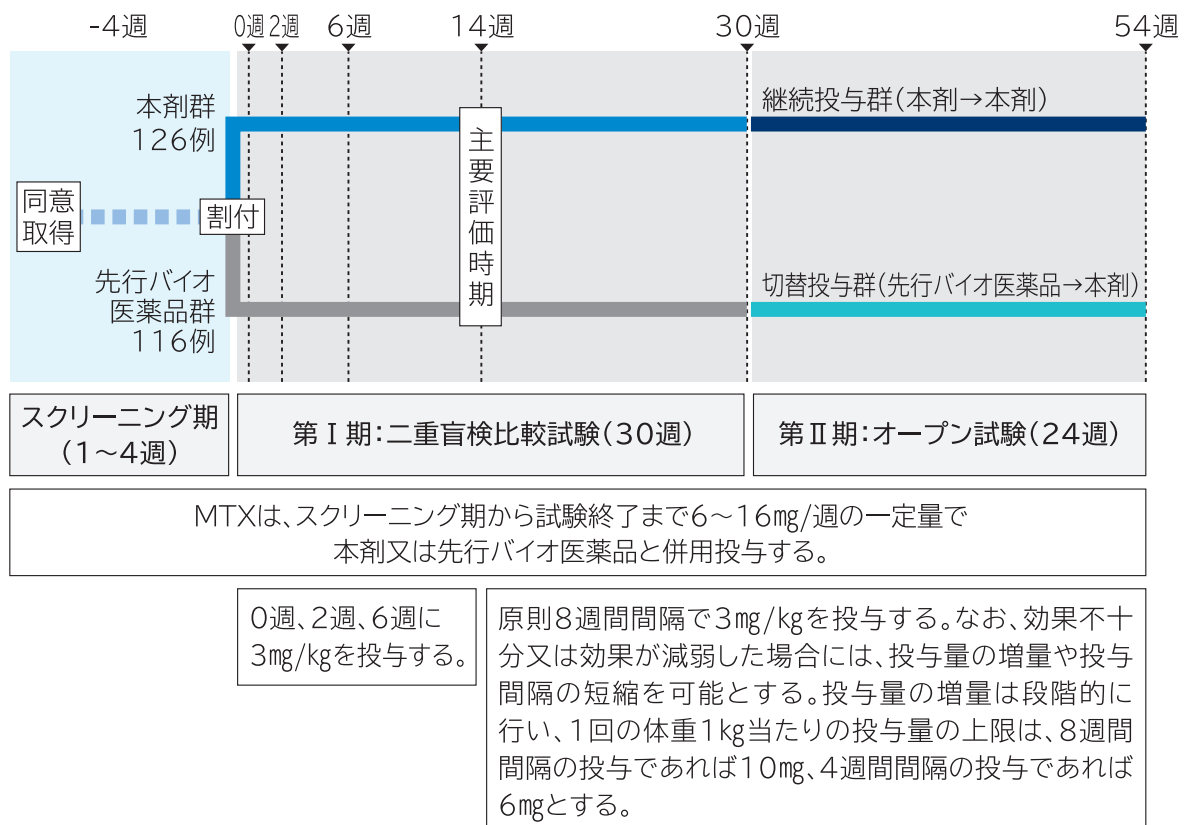 -4週 0週 2週 6週 14週 30週 54週
本剤群
126例
継続投与群(本剤→本剤)
同意
取得
割付
主要評価時期
先行バイオ
医薬品群
116例
切替投与群(先行バイオ医薬品→本剤)
スクリーニング期
(1～4週)
第Ⅰ期:二重盲検比較試験(30週)
第Ⅱ期:オープン試験(24週)
MTXは、スクリーニング期から試験終了まで6～16㎎/週の一定量で
本剤又は先行バイオ医薬品と併用投与する。
0週、2週、6週に
3㎎/㎏を投与する。
原則8週間間隔で3㎎/㎏を投与する。なお、効果不十
分又は効果が減弱した場合には、投与量の増量や投与
間隔の短縮を可能とする。投与量の増量は段階的に
行い、1回の体重1㎏当たりの投与量の上限は、8週間
間隔の投与であれば10㎎、4週間間隔の投与であれば
6㎎とする。